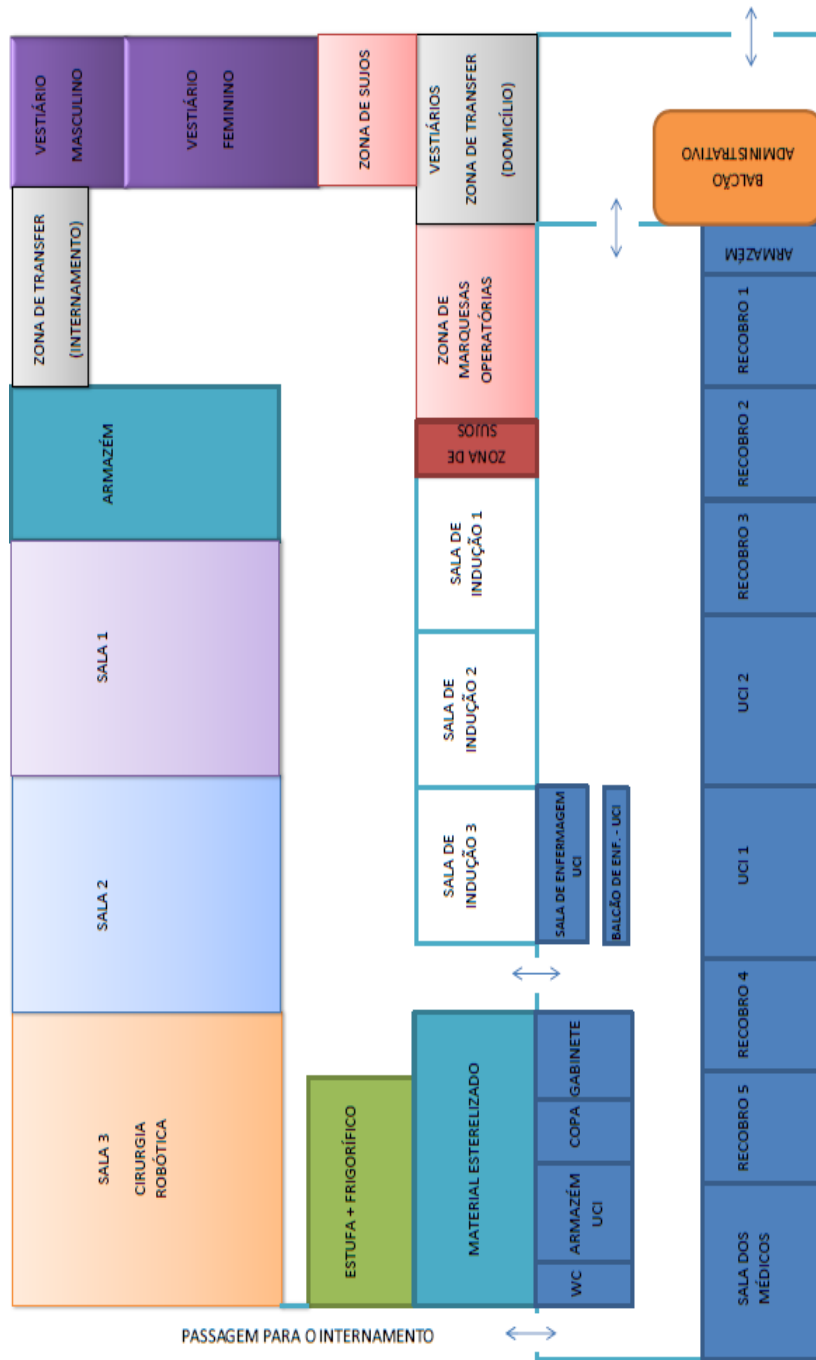 VESTIÁRIO
MASCULINO
VESTIÁRIO
FEMININO
ZONA DE SUJOS
VESTIÁRIOS
ZONA DE TRANSFER
(DOMICÍLIO)
BALCÃO
ADMINISTRATIVO
ZONA DE TRANSFER
(INTERNAMENTO)
ZONA DE
MARQUESAS
OPERATÓRIAS
ARMAZÉM
RECOBRO 1
ARMAZÉM
ZONA DE
SUJOS
RECOBRO 2
SALA 1
SALA DE
INDUÇÃO 1
RECOBRO 3
SALA DE
INDUÇÃO 2
UCI 2
SALA 2
SALA DE
INDUÇÃO 3
SALA DE ENFERMAGEM
UCI
BALCÃO DE ENF. - UCI
UCI 1
SALA 3
CIRURGIA
ROBÓTICA
ESTUFA + FRIGORÍFICO
MATERIAL ESTERELIZADO
GABINETE
COPA
ARMAZÉM
UCI
WC
RECOBRO 4
RECOBRO 5
SALA DOS
MÉDICOS
PASSAGEM PARA O INTERNAMENTO